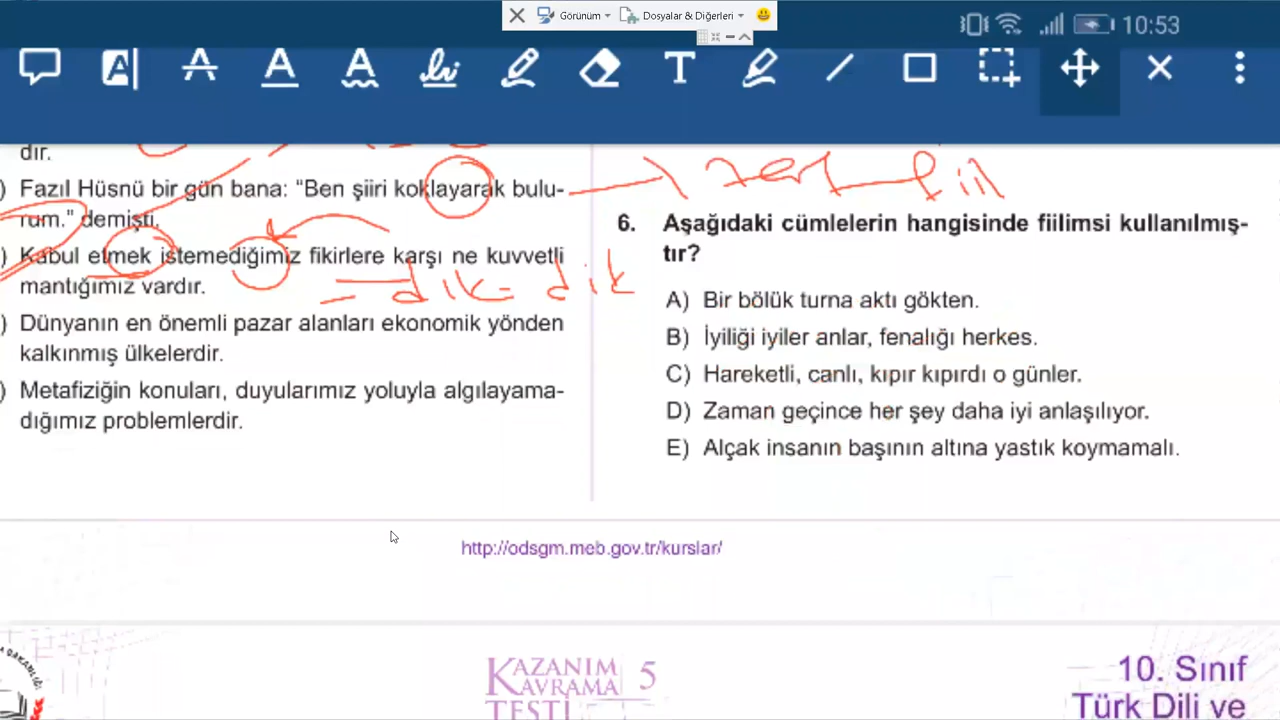 Görünüm
Dosyalar & Diğerleri
10:53
dır.
) Fazıl Hüsnü bir gün bana: "Ben şiiri koklayarak bulu-
rum." demişti.
) Kabul etmek istemediğimiz fikirlere karşı ne kuvvetli
mantığımız vardır.
) Dünyanın en önemli pazar alanları ekonomik yönden
kalkınmış ülkelerdir.
) Metafiziğin konuları, duyularımız yoluyla algılayama-
dığımız problemlerdir.
zarf fiil
- dik - dik
6. Aşağıdaki cümlelerin hangisinde fiilimsi kullanılmış-
tır?
A) Bir bölük turna aktı gökten.
B) İyiliği iyiler anlar, fenalığı herkes.
C) Hareketli, canlı, kıpır kıpırdı o günler.
D) Zaman geçince her şey daha iyi anlaşılıyor.
E) Alçak insanın başının altına yastık koymamalı.
http://odsgm.meb.gov.tr/kurslar/
KAZANIM
KAVRAMA
TESTİ
5
10. Sınıf
Türk Dili ve